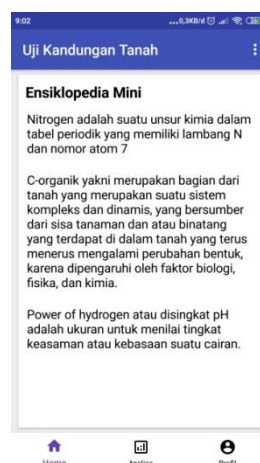 9:02
...0,3KB/d
Uji Kandungan Tanah
Ensiklopedia Mini
Nitrogen adalah suatu unsur kimia dalam
tabel periodik yang memiliki lambang N
dan nomor atom 7
C-organik yakni merupakan bagian dari
tanah yang merupakan suatu sistem
kompleks dan dinamis, yang bersumber
dari sisa tanaman dan atau binatang
yang terdapat di dalam tanah yang terus
menerus mengalami perubahan bentuk,
karena dipengaruhi oleh faktor biologi,
fisika, dan kimia.
Power of hydrogen atau disingkat pH
adalah ukuran untuk menilai tingkat
keasaman atau kebasaan suatu cairan.
Home